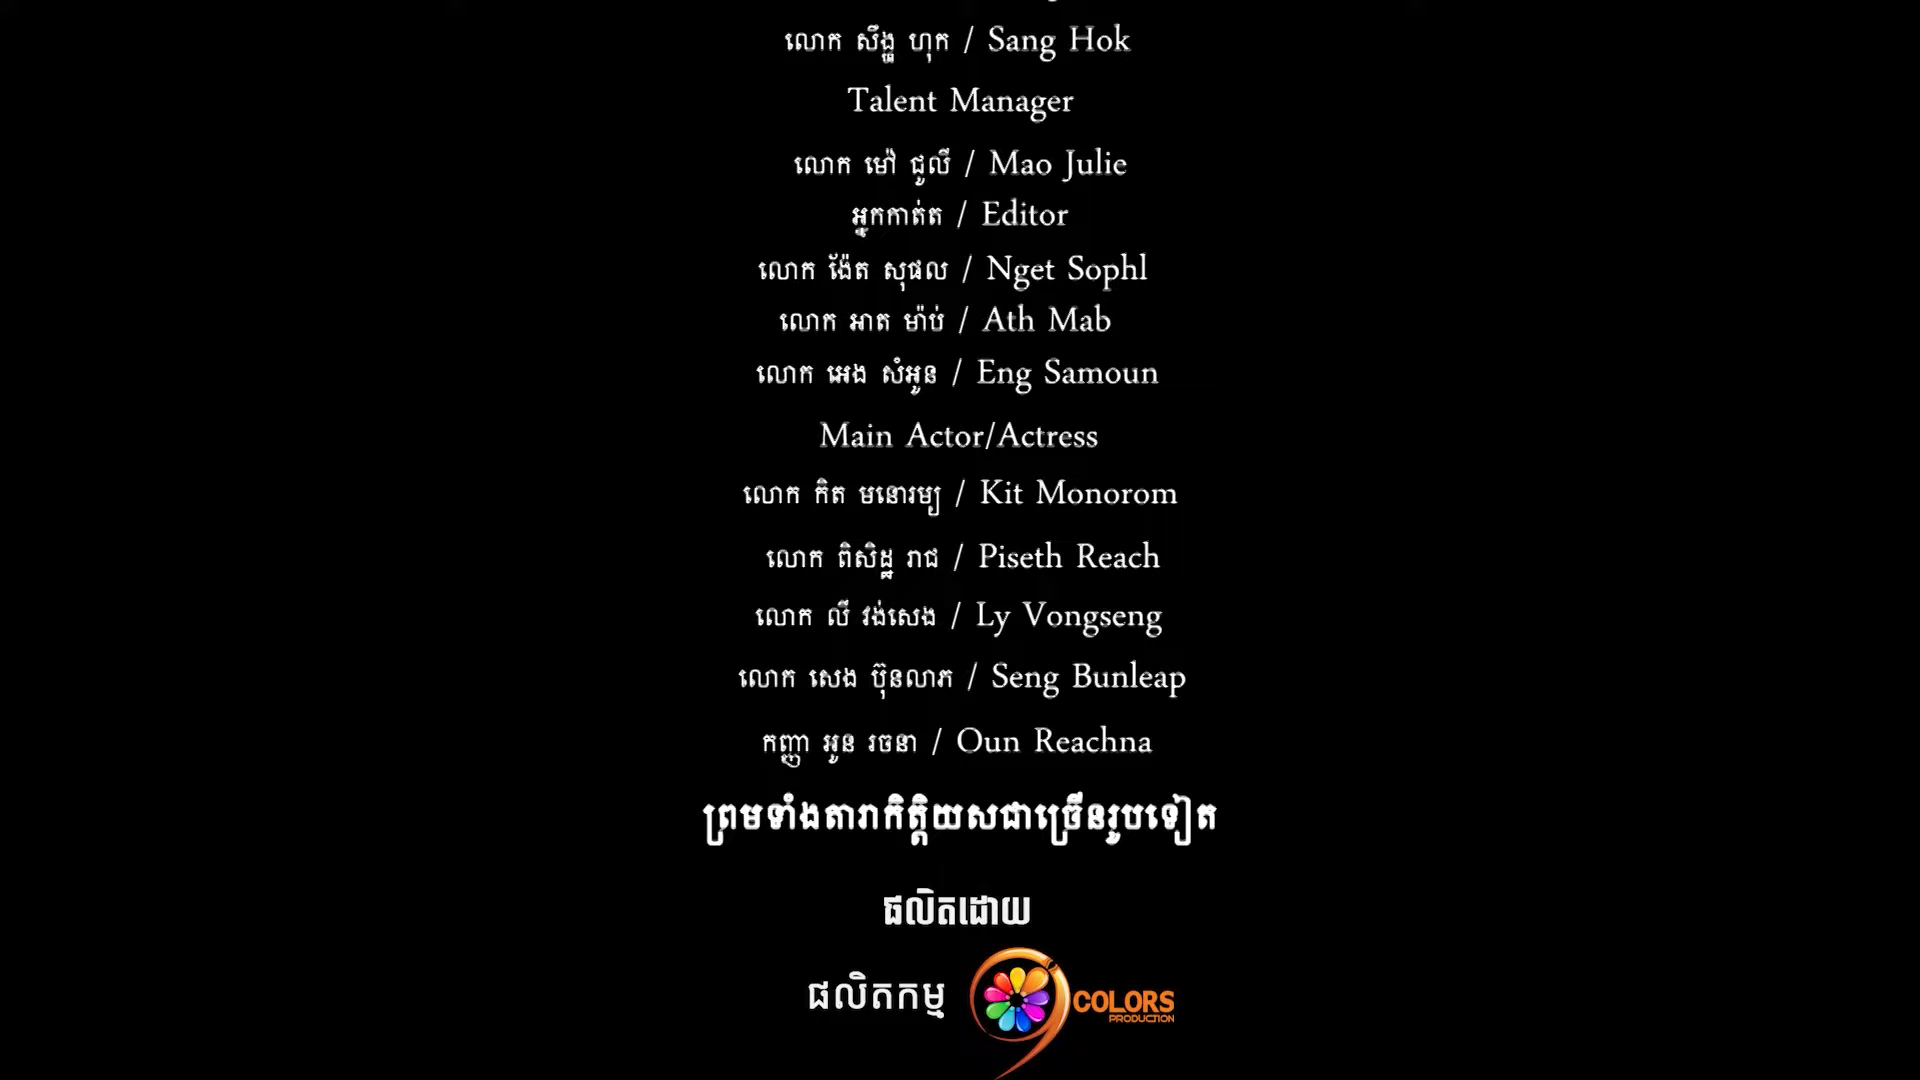 លោក សឹង្ហ ហុក / Sang Hok
Talent Manager
លោក ម៉ៅ ជូលី / Mao Julie
អ្នកកាត់ត / Editor
លោក ង៉ែត សុផល / Nget Sophl
លោក អាត ម៉ាប់ / Ath Mab
លោក អេង សំអូន / Eng Samoun
Main Actor/Actress
លោក កិត មនោរម្យ / Kit Monorom
លោក ពិសិដ្ឋ រាជ / Piseth Reach
លោក លី វង់សេង / Ly Vongseng
លោក សេង ប៊ុនលាភ / Seng Bunleap
កញ្ញា អូន រចនា / Oun Reachna
ព្រមទាំងតារាកិត្តិយសជាច្រើនរូបទៀត
ផលិតដោយ
ផលិតកម្ម 9 COLORS
PRODUCTION